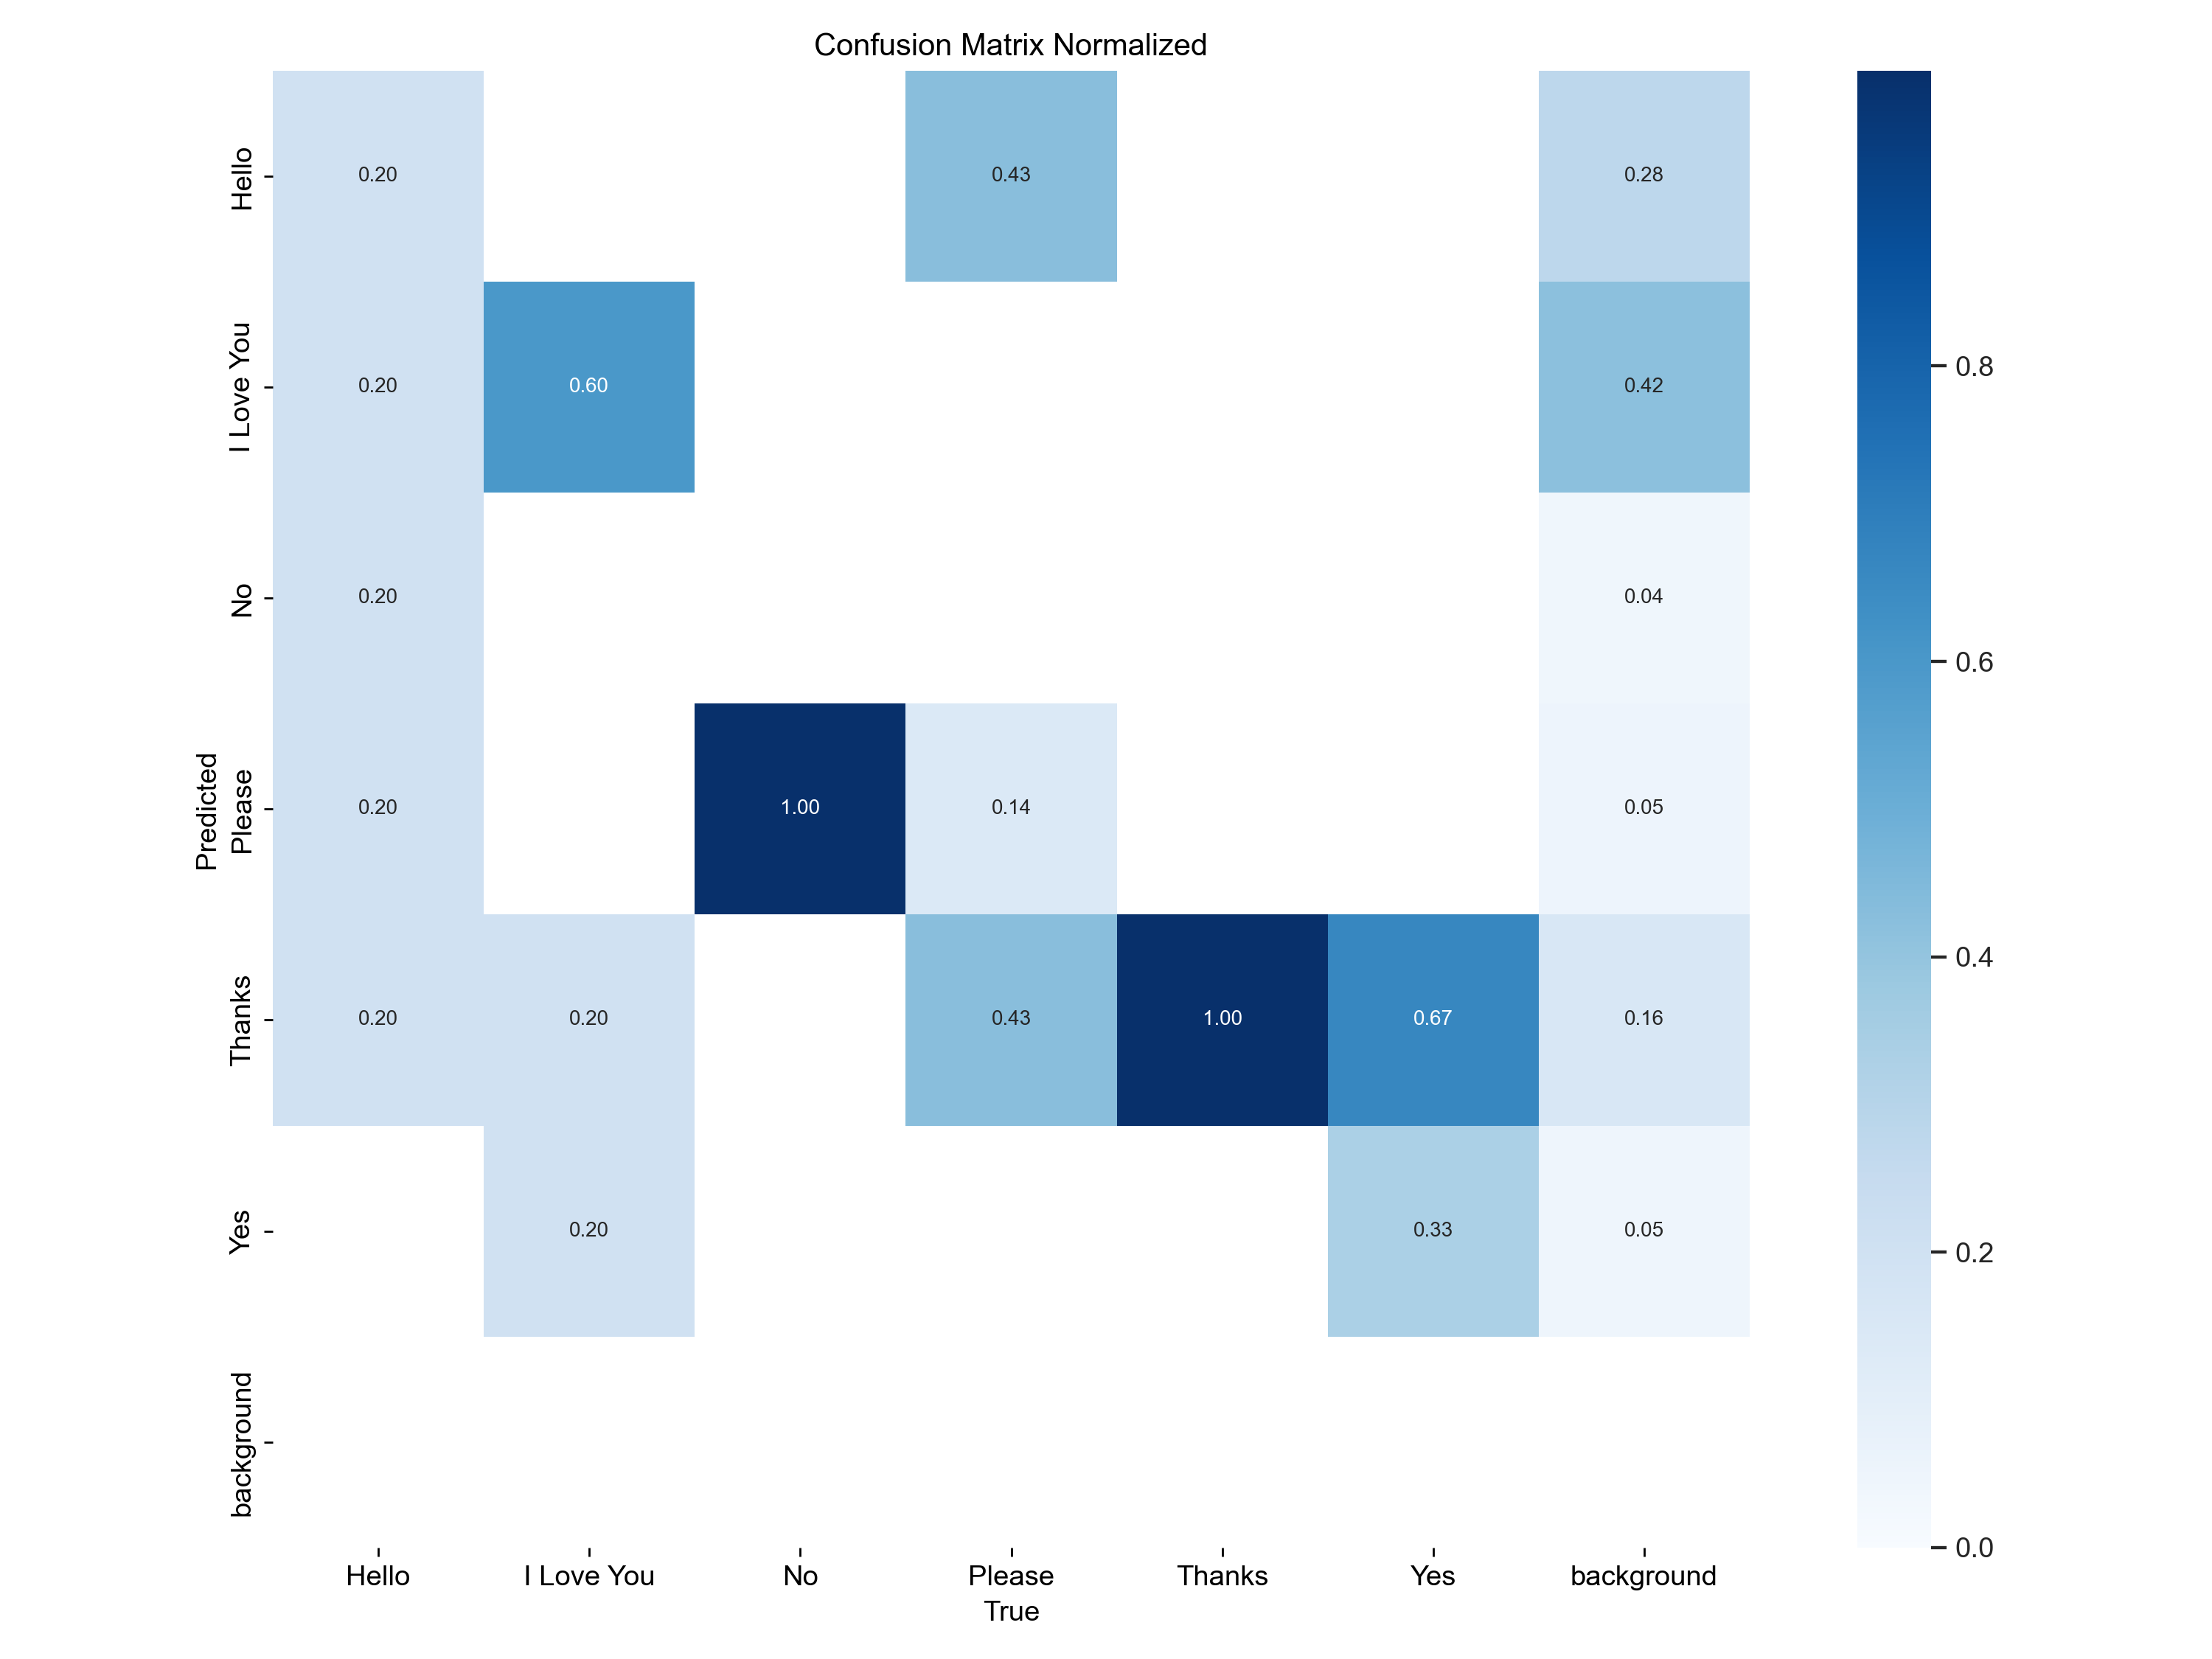 Confusion Matrix Normalized
Hello
0.20
0.43
0.28
I Love You
0.20
0.60
0.42
0.8
No
0.20
0.04
0.6
Predicted
Please
0.20
1.00
0.14
0.05
0.4
Thanks
0.20
0.20
0.43
1.00
0.67
0.16
Yes
0.20
0.33
0.05
0.2
background
0.0
Hello
I Love You
No
Please
Thanks
Yes
background
True